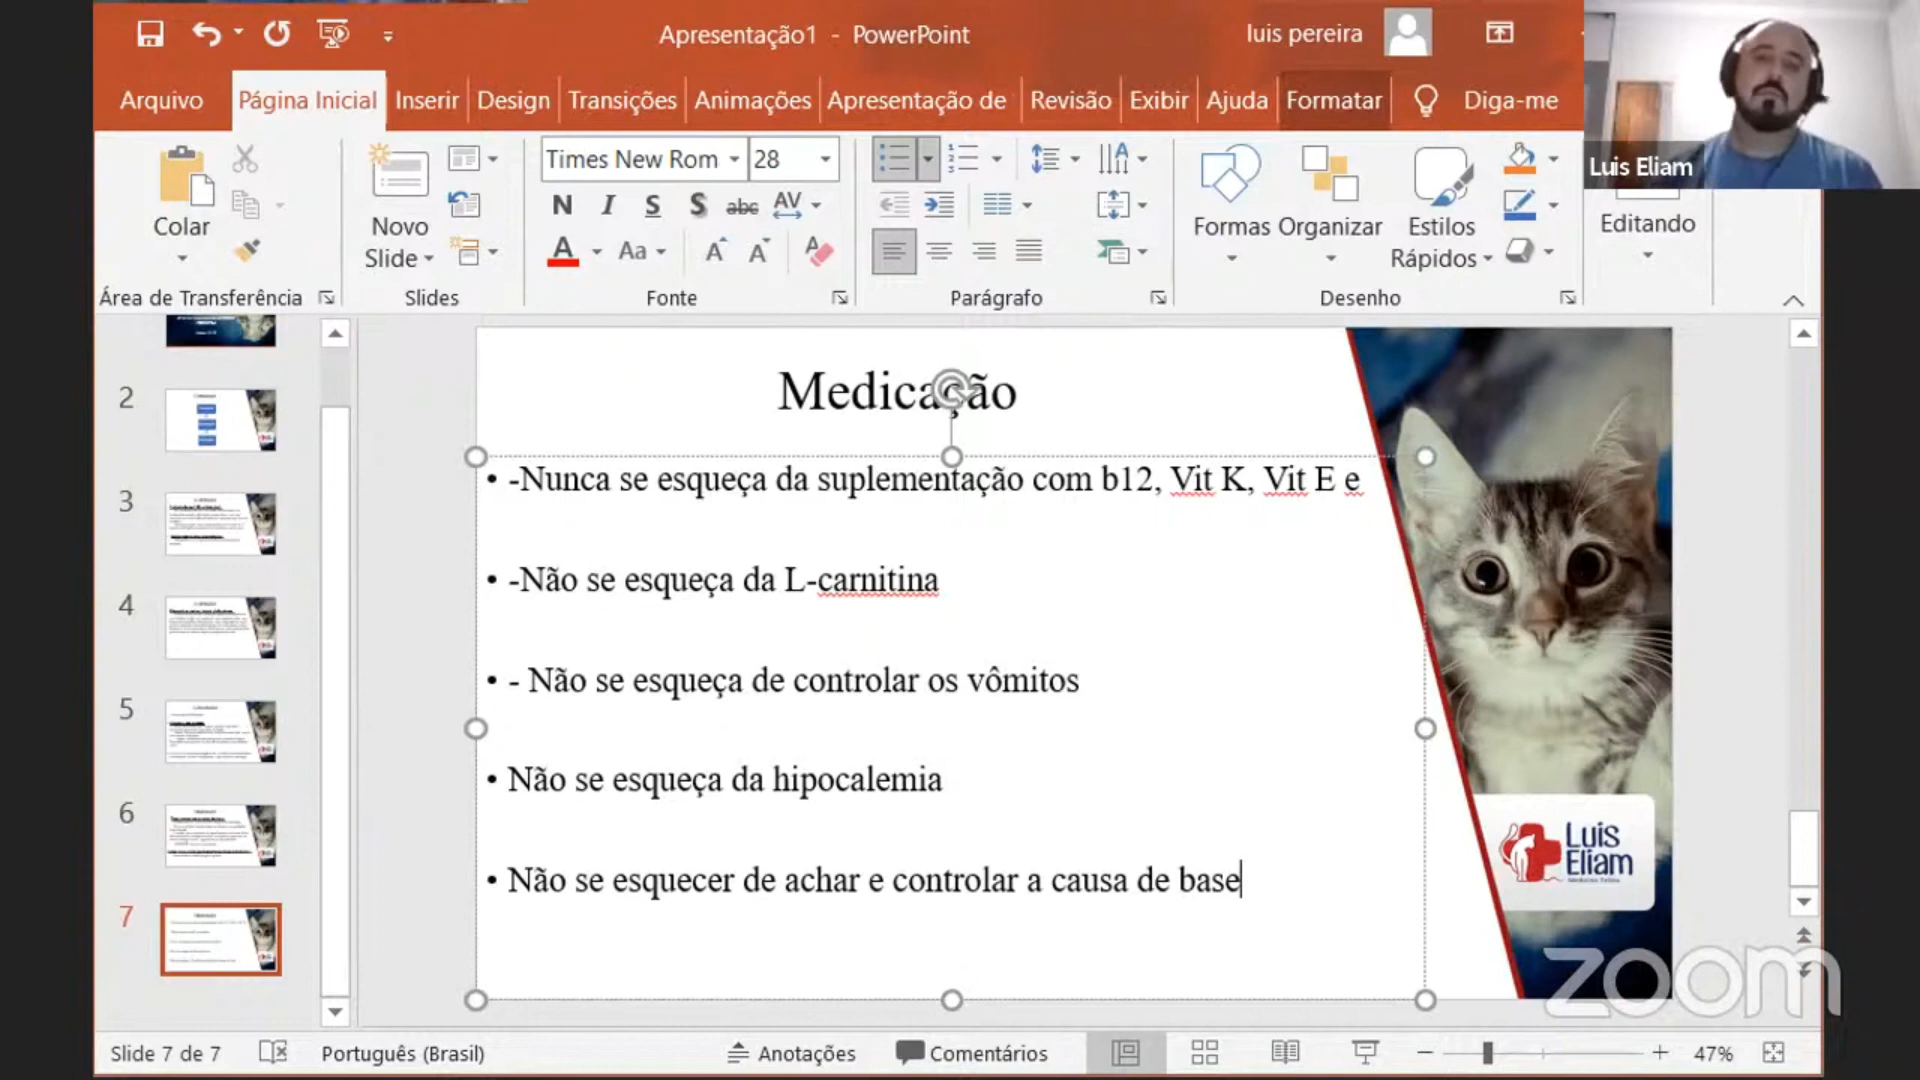 Apresentação1 - PowerPoint
luis pereira
Arquivo
Página Inicial
Inserir
Design
Transições
Animações
Apresentação de
Revisão
Exibir
Ajuda
Formatar
Diga-me
Luis Eliam
Colar
Novo
Slide
Times New Rom
28
N I S S abc AV
A Aa A A A
Formas
Organizar
Estilos
Rápidos
Editando
Área de Transferência
Slides
Fonte
Parágrafo
Desenho
2
3
4
5
6
7
Medicação
• -Nunca se esqueça da suplementação com b12, Vit K, Vit E e
• -Não se esqueça da L-carnitina
• - Não se esqueça de controlar os vômitos
• Não se esqueça da hipocalemia
• Não se esquecer de achar e controlar a causa de base
Luis
Eliam
zoom
Slide 7 de 7
Português (Brasil)
Anotações
Comentários
47%